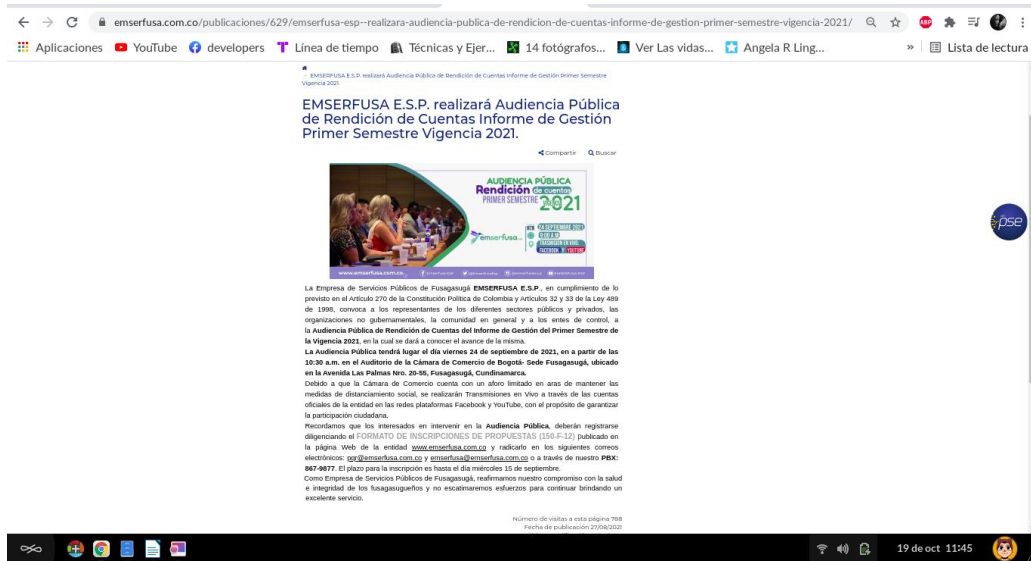 emserfusa.com.co/publicaciones/629/emserfusa-esp--realizara-audiencia-publica-de-rendicion-de-cuentas-informe-de-gestion-primer-semestre-vigencia-2021/
Aplicaciones YouTube developers Línea de tiempo Técnicas y Ejer... 14 fotógrafos... Ver Las vidas... Angela R Ling... » Lista de lectura
EMSERFUSA E.S.P. realizará Audiencia Pública de Rendición de Cuentas Informe de Gestión Primer Semestre
Vigencia 2021.
EMSERFUSA E.S.P. realizará Audiencia Pública
de Rendición de Cuentas Informe de Gestión
Primer Semestre Vigencia 2021.
Compartir Buscar
AUDIENCIA PÚBLICA
Rendición de cuentas
PRIMER SEMESTRE 2021
emserfusa
24 SEPTIEMBRE 2021
TRASMISIÓN EN VIVO
FACEBOOK Y YOUTUBE
www.emserfusa.com.co
pse
La Empresa de Servicios Públicos de Fusagasugá EMSERFUSA E.S.P., en cumplimiento de lo
previsto en el Artículo 270 de la Constitución Política de Colombia y Artículos 32 y 33 de la Ley 489
de 1998, convoca a los representantes de los diferentes sectores públicos y privados, las
organizaciones no gubernamentales, la comunidad en general y a los entes de control, a
la Audiencia Pública de Rendición de Cuentas del Informe de Gestión del Primer Semestre de
la Vigencia 2021, en la cual se dará a conocer el avance de la misma.
La Audiencia Pública tendrá lugar el día viernes 24 de septiembre de 2021, en a partir de las
10:30 a.m. en el Auditorio de la Cámara de Comercio de Bogotá- Sede Fusagasugá, ubicado
en la Avenida Las Palmas Nro. 20-55, Fusagasugá, Cundinamarca.
Debido a que la Cámara de Comercio cuenta con un aforo limitado en aras de mantener las
medidas de distanciamiento social, se realizarán Transmisiones en Vivo a través de las cuentas
oficiales de la entidad en las redes plataformas Facebook y YouTube, con el propósito de garantizar
la participación ciudadana.
Recordamos que los interesados en intervenir en la Audiencia Pública, deberán registrarse
diligenciando el FORMATO DE INSCRIPCIONES DE PROPUESTAS (150-F-12) publicado en
la página Web de la entidad www.emserfusa.com.co y radicarlo en los siguientes correos
electrónicos: pqr@emserfusa.com.co y emserfusa@emserfusa.com.co o a través de nuestro PBX:
867-9877. El plazo para la inscripción es hasta el día miércoles 15 de septiembre.
Como Empresa de Servicios Públicos de Fusagasugá, reafirmamos nuestro compromiso con la salud
e integridad de los fusagasugueños y no escatimaremos esfuerzos para continuar brindando un
excelente servicio.
Número de visitas a esta página 788
Fecha de publicación 27/08/2021
19 de oct 11:45